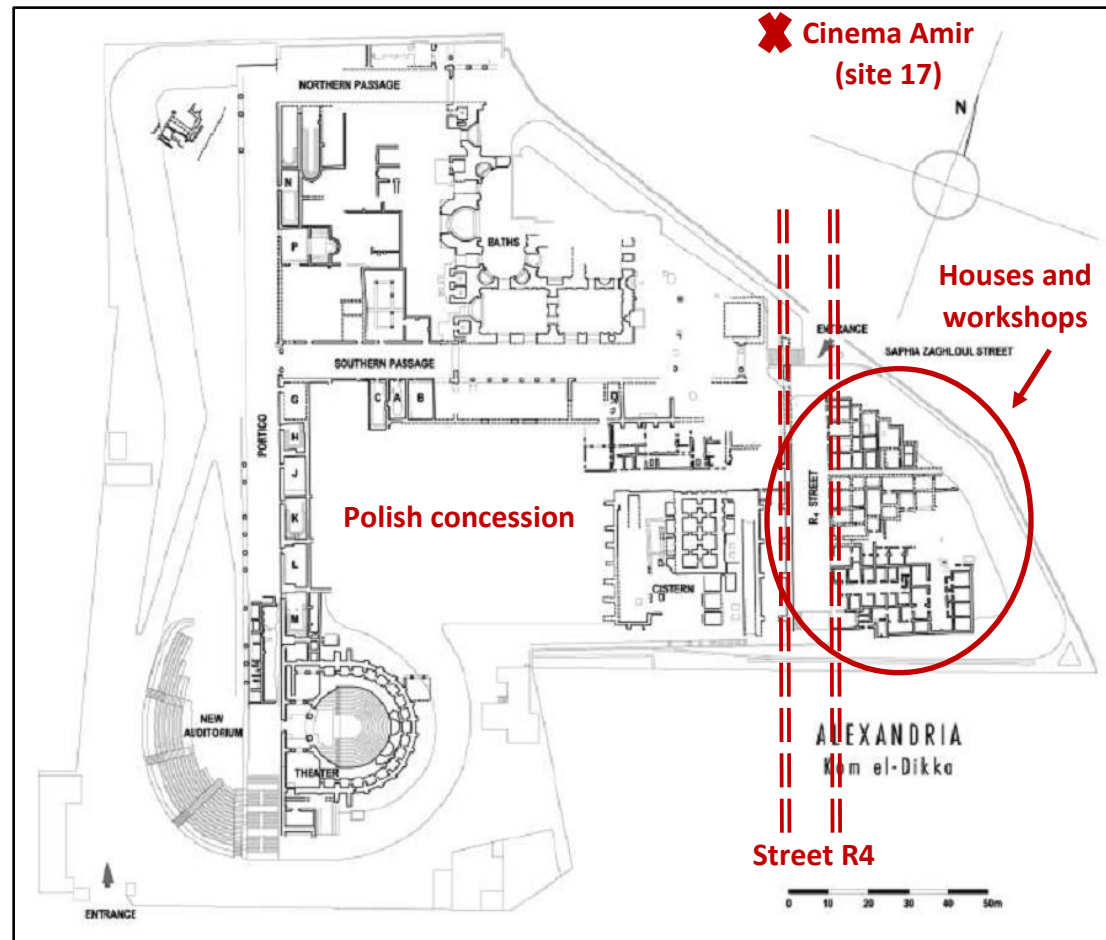 Cinema Amir
(site 17)
NORTHERN PASSAGE
N
N
P
BATHS
Houses and
workshops
ENTRANCE
SAPHIA ZAGHLOUL STREET
SOUTHERN PASSAGE
G
C
A
B
PORTICO
H
J
K
Polish concession
R4 STREET
L
CISTERN
M
NEW
AUDITORIUM
THEATER
ALEXANDRIA
Kom el-Dikka
Street R4
0 10 20 30 40 50m
ENTRANCE